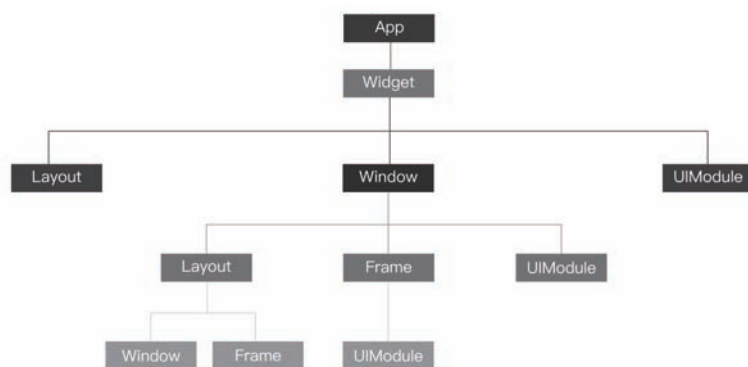 App
Widget
Layout Window UIModule
Layout Frame UIModule
Window Frame UIModule